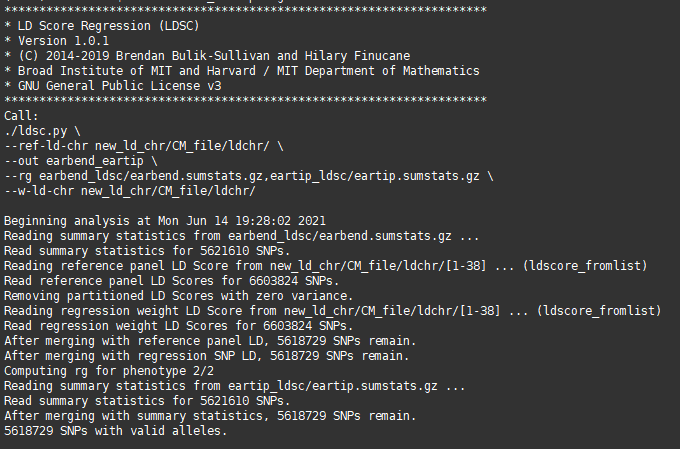 *********************************************************************
* LD Score Regression (LDSC)
* Version 1.0.1
* (C) 2014-2019 Brendan Bulik-Sullivan and Hilary Finucane
* Broad Institute of MIT and Harvard / MIT Department of Mathematics
* GNU General Public License v3
*********************************************************************
Call:
./ldsc.py \
--ref-ld-chr new_ld_chr/CM_file/ldchr/ \
--out earbend_eartip \
--rg earbend_ldsc/earbend.sumstats.gz,eartip_ldsc/eartip.sumstats.gz \
--w-ld-chr new_ld_chr/CM_file/ldchr/

Beginning analysis at Mon Jun 14 19:28:02 2021
Reading summary statistics from earbend_ldsc/earbend.sumstats.gz ...
Read summary statistics for 5621610 SNPs.
Reading reference panel LD Score from new_ld_chr/CM_file/ldchr/[1-38] ... (ldscore_fromlist)
Read reference panel LD Scores for 6603824 SNPs.
Removing partitioned LD Scores with zero variance.
Reading regression weight LD Score from new_ld_chr/CM_file/ldchr/[1-38] ... (ldscore_fromlist)
Read regression weight LD Scores for 6603824 SNPs.
After merging with reference panel LD, 5618729 SNPs remain.
After merging with regression SNP LD, 5618729 SNPs remain.
Computing rg for phenotype 2/2
Reading summary statistics from eartip_ldsc/eartip.sumstats.gz ...
Read summary statistics for 5621610 SNPs.
After merging with summary statistics, 5618729 SNPs remain.
5618729 SNPs with valid alleles.